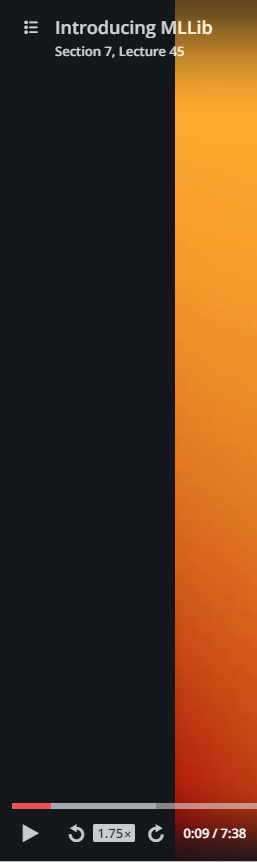 Introducing MLLib
Section 7, Lecture 45
1.75×
0:09 / 7:38